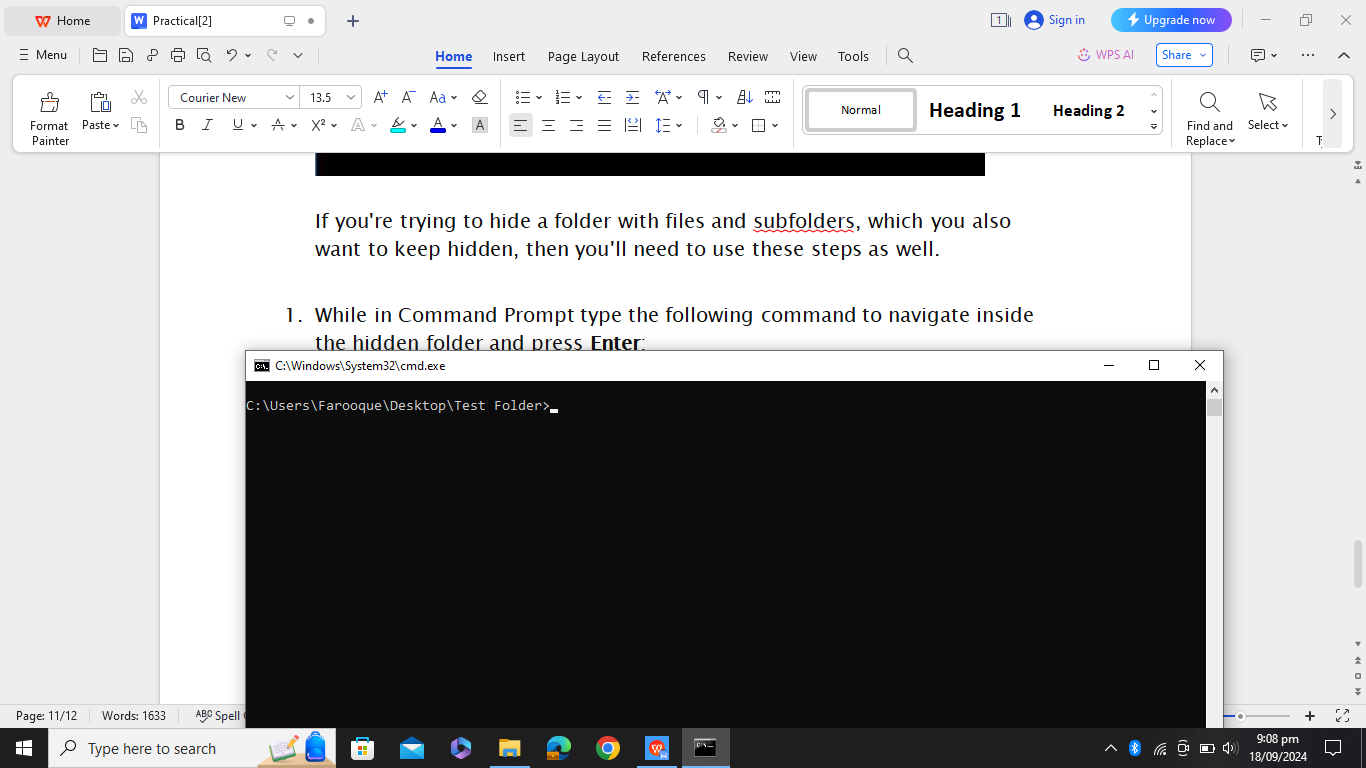 Home
Practical[2]
1
Sign in
Upgrade now
Menu
Home
Insert
Page Layout
References
Review
View
Tools
WPS AI
Share
Format
Painter
Paste
Courier New
13.5
Normal
Heading 1
Heading 2
Find and
Replace
Select
If you're trying to hide a folder with files and subfolders, which you also
want to keep hidden, then you'll need to use these steps as well.
1. While in Command Prompt type the following command to navigate inside
the hidden folder and press Enter:
C:\Windows\System32\cmd.exe
C:\Users\Farooque\Desktop\Test Folder>
Page: 11/12
Words: 1633
Spell
Type here to search
9:08 pm
18/09/2024